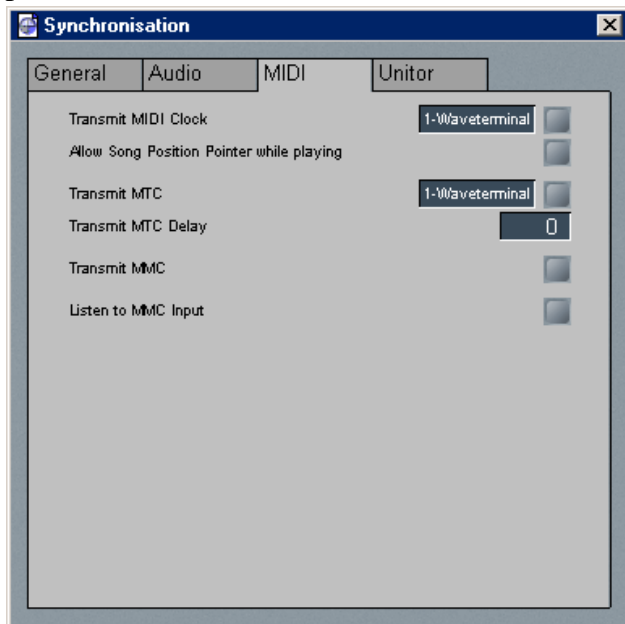 Synchronisation
General Audio MIDI Unitor
Transmit MIDI Clock 1-Waveterminal
Allow Song Position Pointer while playing
Transmit MTC 1-Waveterminal
Transmit MTC Delay 0
Transmit MMC
Listen to MMC Input